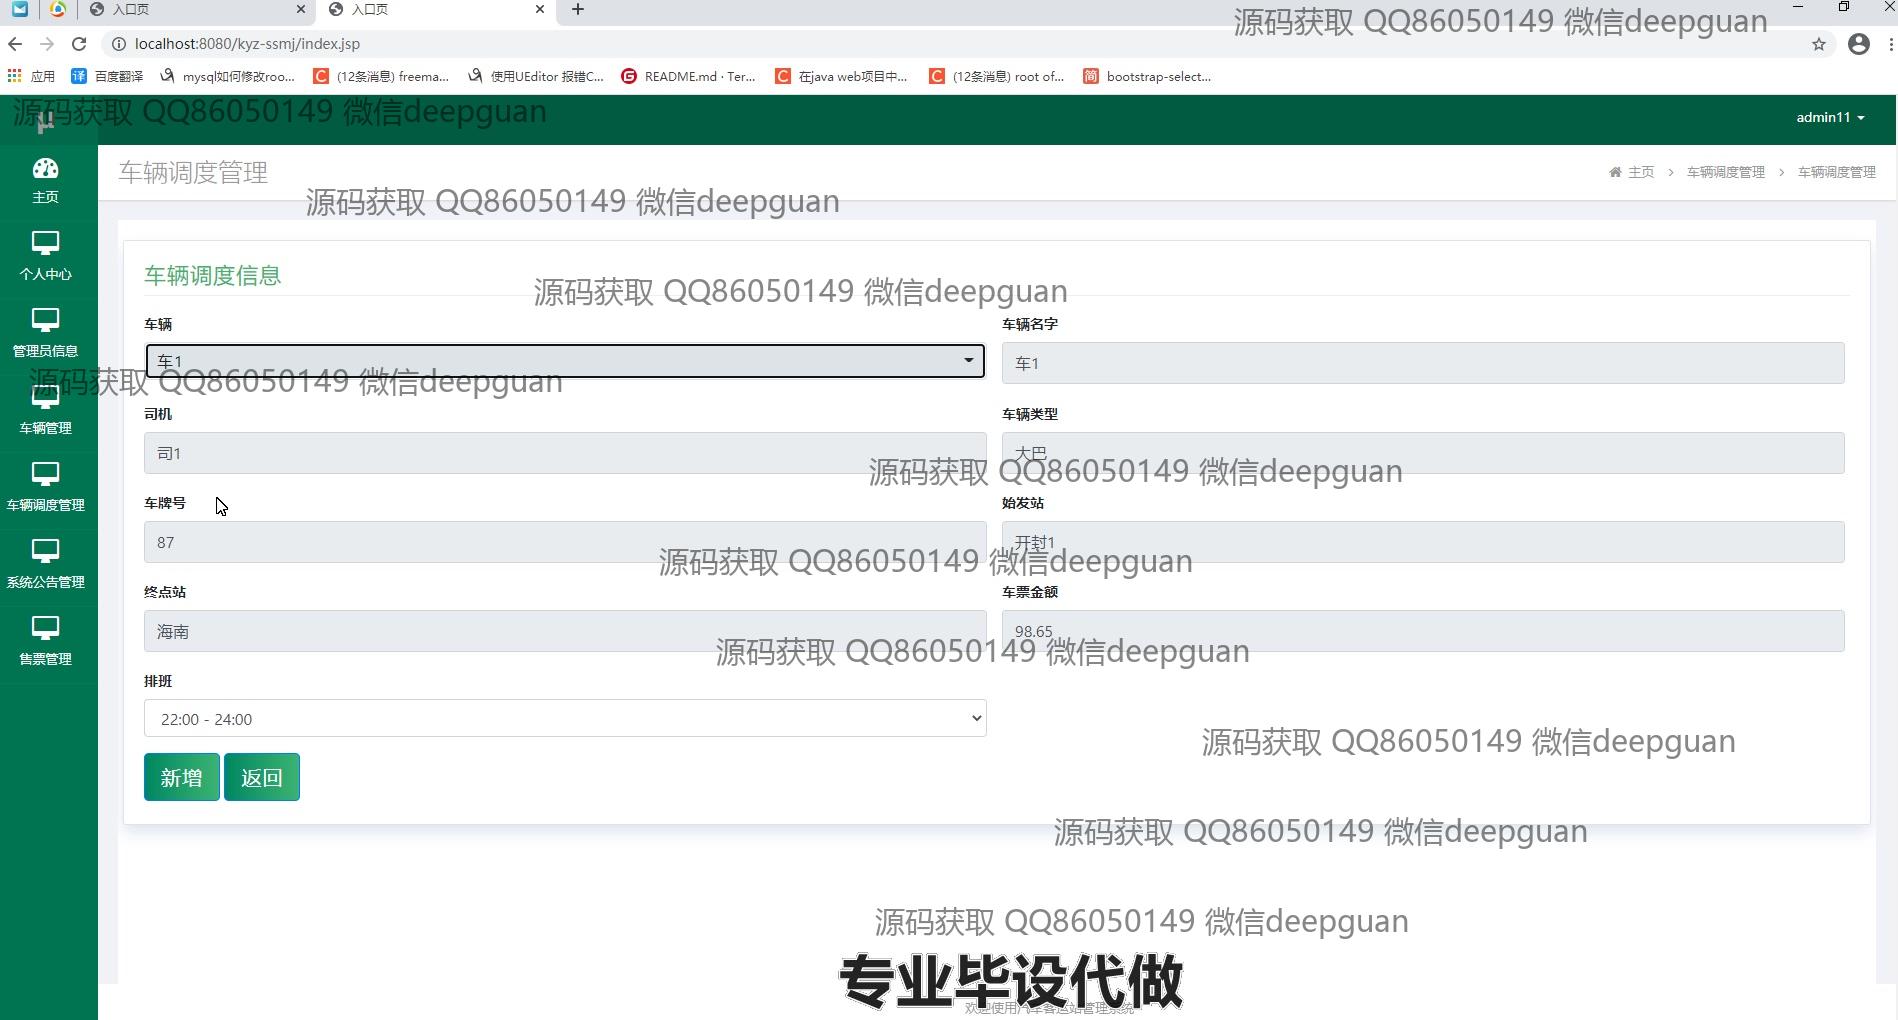 入口页
入口页
源码获取 QQ86050149 微信deepguan
localhost:8080/kyz-ssmj/index.jsp
应用 百度翻译 mysql如何修改roo... (12条消息) freema... 使用UEditor 报错C... README.md · Ter... 在java web项目中... (12条消息) root of... bootstrap-select...
源码获取 QQ86050149 微信deepguan
admin11
车辆调度管理
主页 > 车辆调度管理 > 车辆调度管理
主页
源码获取 QQ86050149 微信deepguan
个人中心
车辆调度信息
源码获取 QQ86050149 微信deepguan
车辆
车辆名字
管理员信息
车1
车1
源码获取 QQ86050149 微信deepguan
司机
车辆类型
车辆管理
司1
大巴
源码获取 QQ86050149 微信deepguan
车牌号
始发站
车辆调度管理
87
开封1
源码获取 QQ86050149 微信deepguan
系统公告管理
终点站
车票金额
海南
98.65
源码获取 QQ86050149 微信deepguan
售票管理
排班
22:00 - 24:00
源码获取 QQ86050149 微信deepguan
新增 返回
源码获取 QQ86050149 微信deepguan
源码获取 QQ86050149 微信deepguan
专业毕设代做
欢迎使用汽车客运站管理系统